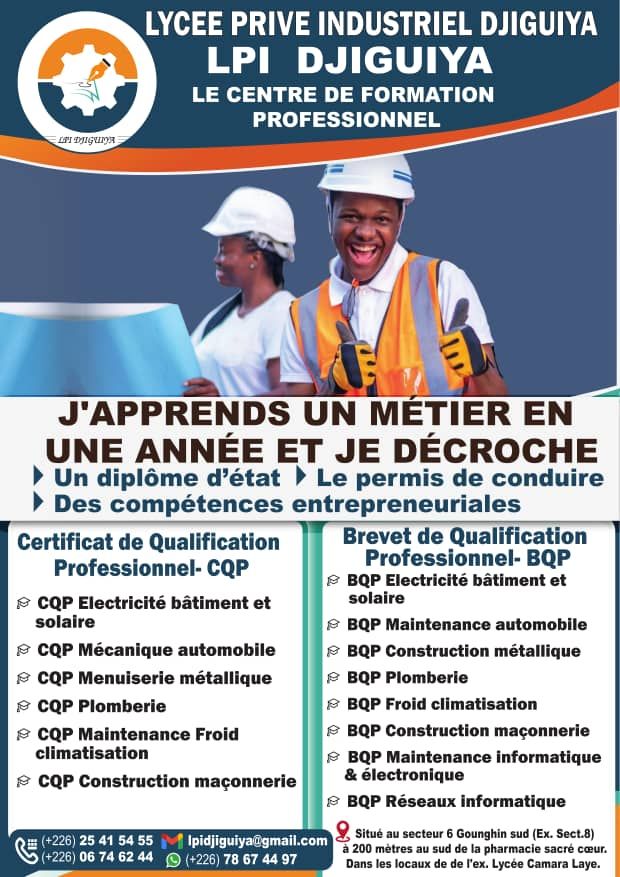 LYCEE PRIVE INDUSTRIEL DJIGUIYA
LPI DJIGUIYA
LE CENTRE DE FORMATION
PROFESSIONNEL
LPI DJIGUIYA
J'APPRENDS UN MÉTIER EN
UNE ANNÉE ET JE DÉCROCHE
Un diplôme d’état Le permis de conduire
Des compétences entrepreneuriales
Certificat de Qualification
Professionnel- CQP
CQP Electricité bâtiment et
solaire
CQP Mécanique automobile
CQP Menuiserie métallique
CQP Plomberie
CQP Maintenance Froid
climatisation
CQP Construction maçonnerie
Brevet de Qualification
Professionnel- BQP
BQP Electricité bâtiment et
solaire
BQP Maintenance automobile
BQP Construction métallique
BQP Plomberie
BQP Froid climatisation
BQP Construction maçonnerie
BQP Maintenance informatique
& électronique
BQP Réseaux informatique
(+226) 25 41 54 55
(+226) 06 74 62 44
lpidjiguiya@gmail.com
(+226) 78 67 44 97
Situé au secteur 6 Gounghin sud (Ex. Sect.8)
à 200 mètres au sud de la pharmacie sacré cœur.
Dans les locaux de de l'ex. Lycée Camara Laye.